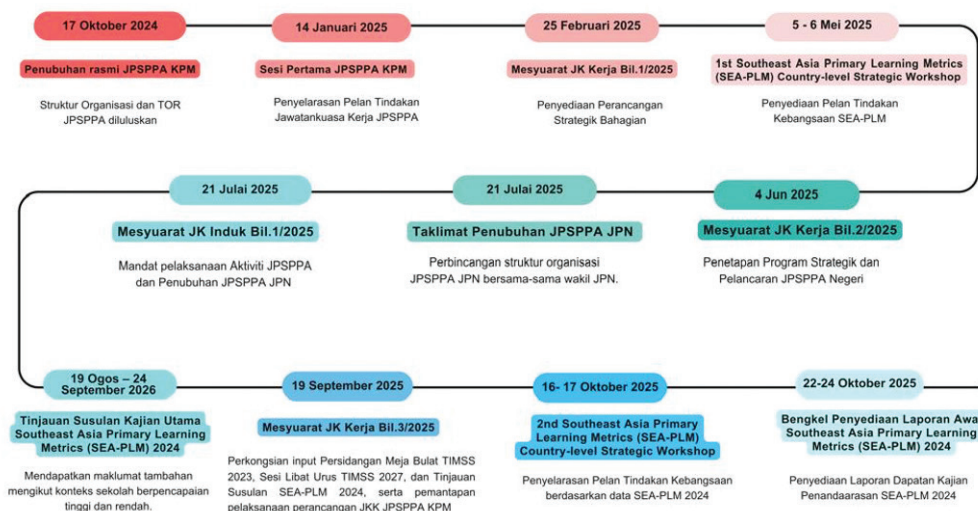 17 Oktober 2024
Penubuhan rasmi JPSPPA KPM
Struktur Organisasi dan TOR
JPSPPA diluluskan
14 Januari 2025
Sesi Pertama JPSPPA KPM
Penyelarasan Pelan Tindakan
Jawatankuasa Kerja JPSPPA
25 Februari 2025
Mesyuarat JK Kerja Bil.1/2025
Penyediaan Perancangan
Strategik Bahagian
5 - 6 Mei 2025
1st Southeast Asia Primary Learning Metrics
(SEA-PLM) Country-level Strategic Workshop
Penyediaan Pelan Tindakan
Kebangsaan SEA-PLM
4 Jun 2025
Mesyuarat JK Kerja Bil.2/2025
Penetapan Program Strategik dan
Pelancaran JPSPPA Negeri
21 Julai 2025
Taklimat Penubuhan JPSPPA JPN
Perbincangan struktur organisasi
JPSPPA JPN bersama-sama wakil JPN.
21 Julai 2025
Mesyuarat JK Induk Bil.1/2025
Mandat pelaksanaan Aktiviti JPSPPA
dan Penubuhan JPSPPA JPN
19 Ogos – 24
September 2026
Tinjauan Susulan Kajian Utama
Southeast Asia Primary Learning
Metrics (SEA-PLM) 2024
Mendapatkan maklumat tambahan
mengikut konteks sekolah berpencapaian
tinggi dan rendah.
19 September 2025
Mesyuarat JK Kerja Bil.3/2025
Perkongsian input Persidangan Meja Bulat TIMSS
2023, Sesi Libat Urus TIMSS 2027, dan Tinjauan
Susulan SEA-PLM 2024, serta pemantapan
pelaksanaan perancangan JKK JPSPPA KPM
16- 17 Oktober 2025
2nd Southeast Asia Primary
Learning Metrics (SEA-PLM)
Country-level Strategic Workshop
Penyelarasan Pelan Tindakan Kebangsaan
berdasarkan data SEA-PLM 2024
22-24 Oktober 2025
Bengkel Penyediaan Laporan Awa
Southeast Asia Primary Learning
Metrics (SEA-PLM) 2024
Penyediaan Laporan Dapatan Kajian
Penandaarasan SEA-PLM 2024